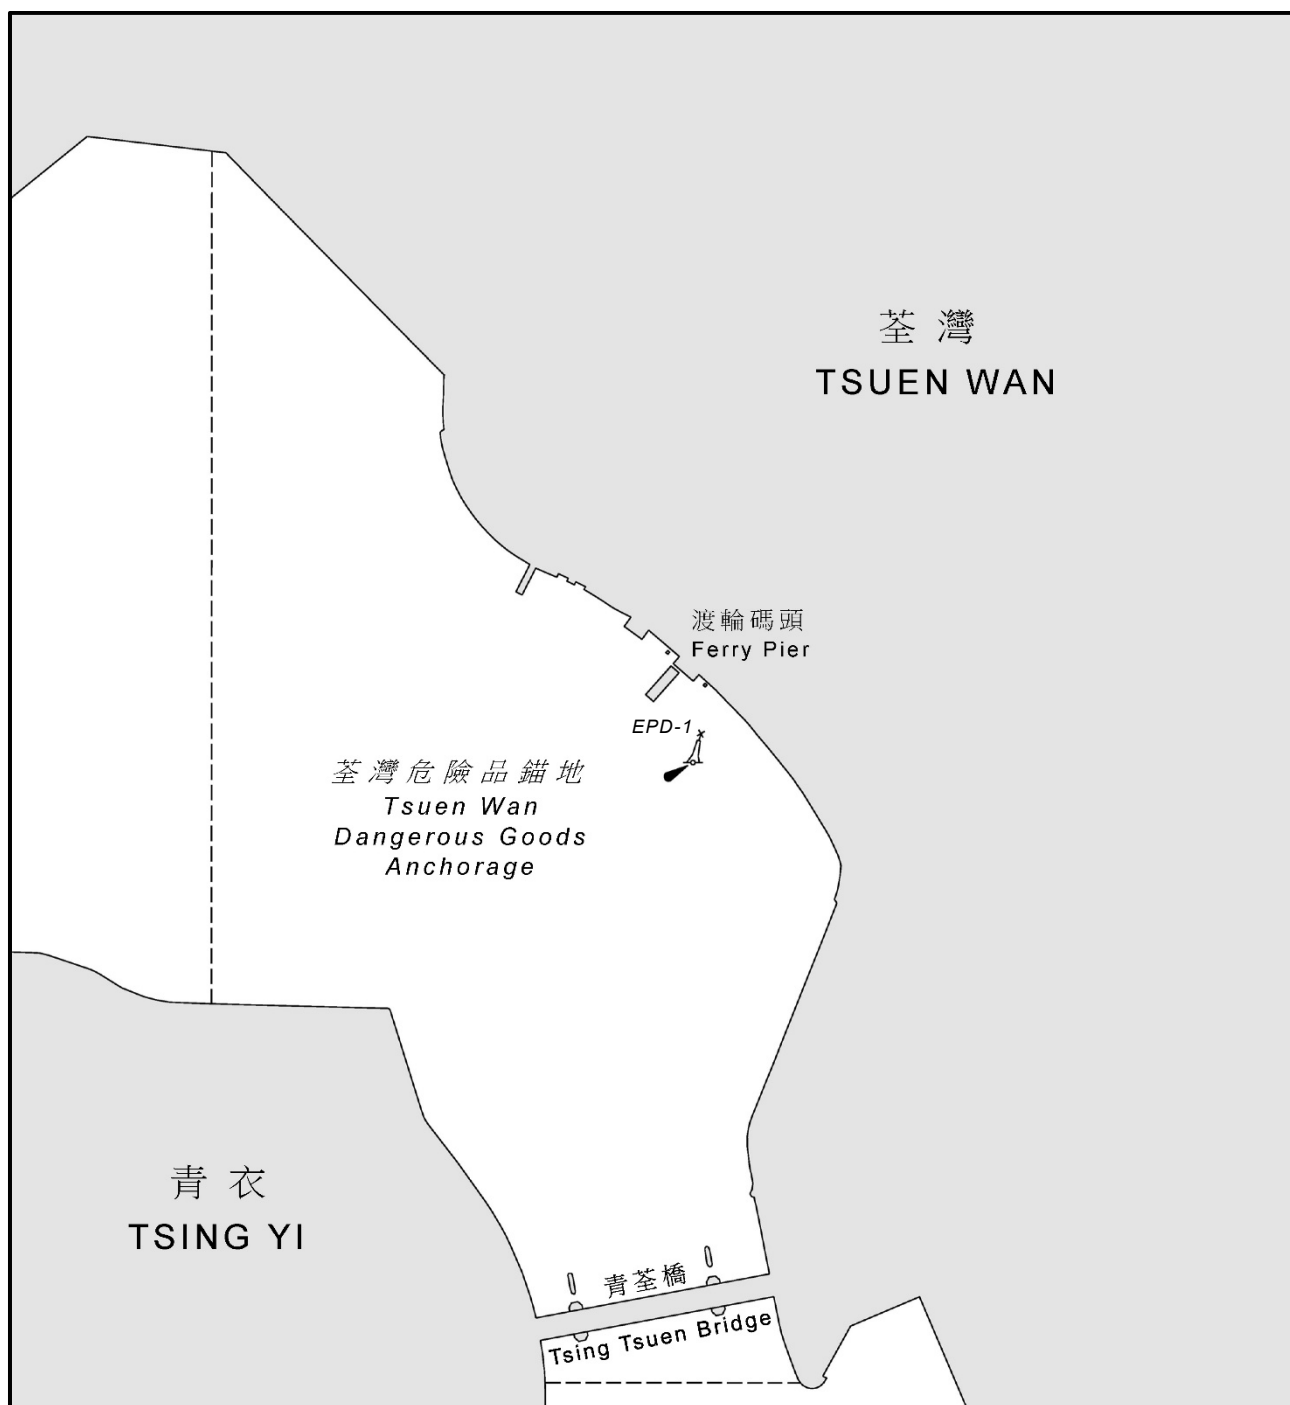 荃灣
TSUEN WAN
渡輪碼頭
Ferry Pier
EPD-1
荃灣危險品錨地
Tsuen Wan
Dangerous Goods
Anchorage
青衣
TSING YI
青荃橋
Tsing Tsuen Bridge